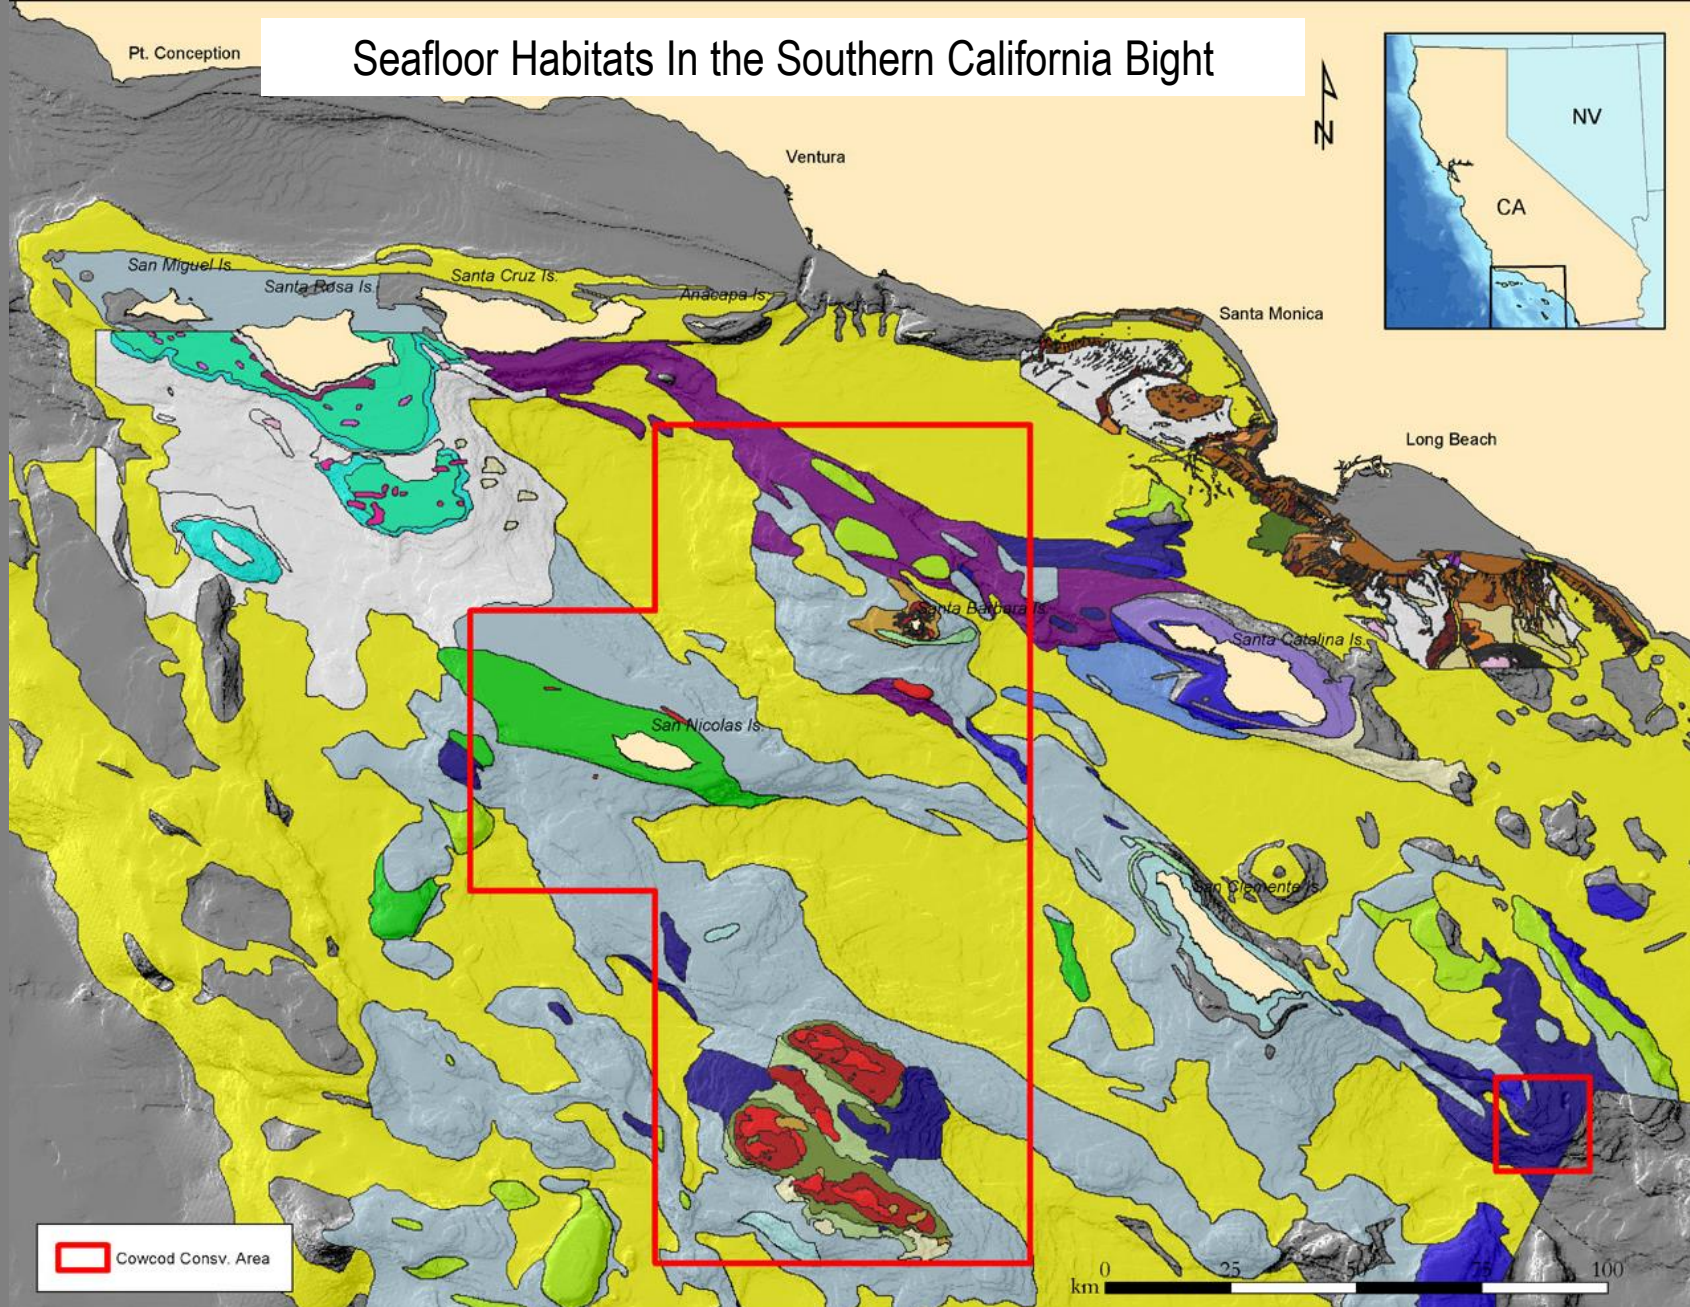 Seafloor Habitats In the Southern California Bight
Pt. Conception
Ventura
N
NV
CA
San Miguel Is.
Santa Rosa Is.
Santa Cruz Is.
Anacapa Is.
Santa Monica
Long Beach
Santa Barbara Is.
Santa Catalina Is.
San Nicolas Is.
San Clemente Is.
Cowcod Consv. Area
0 25 50 75 100
km